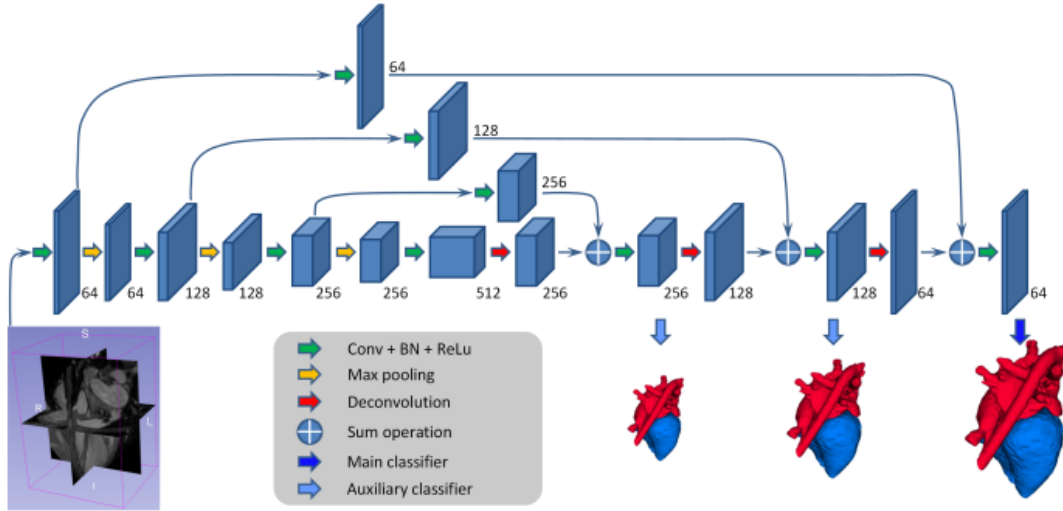 64
128
256
64
64
128
128
256
256
512
256
256
128
128
64
64
S
R
L
I
Conv + BN + ReLu
Max pooling
Deconvolution
Sum operation
Main classifier
Auxiliary classifier